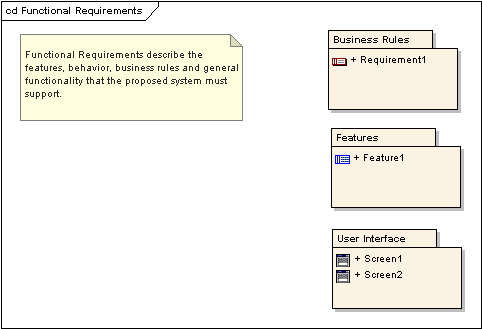 cd Functional Requirements
Functional Requirements describe the
features, behavior, business rules and general
functionality that the proposed system must
support.
Business Rules
+ Requirement1
Features
+ Feature1
User Interface
+ Screen1
+ Screen2